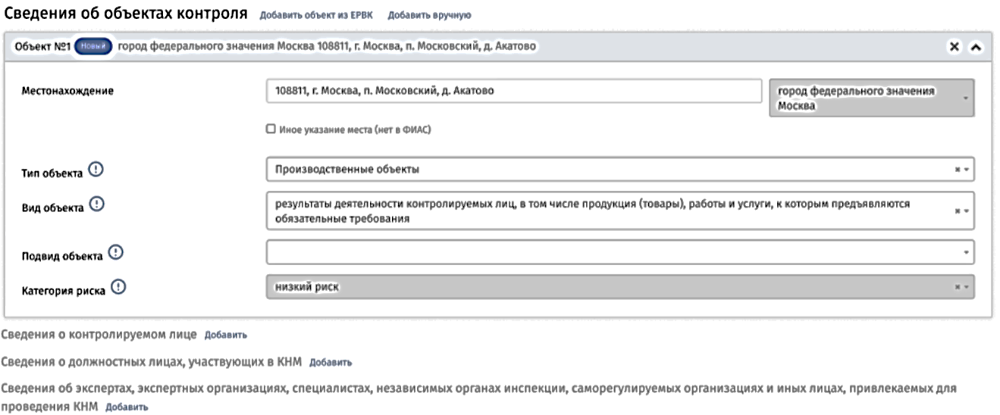 Сведения об объектах контроля Добавить объект из ЕРВК Добавить вручную
Объект №1 Новый город федерального значения Москва 108811, г. Москва, п. Московский, д. Акатово
Местонахождение 108811, г. Москва, п. Московский, д. Акатово город федерального значения
Москва
Иное указание места (нет в ФИАС)
Тип объекта Производственные объекты
Вид объекта результаты деятельности контролируемых лиц, в том числе продукция (товары), работы и услуги, к которым предъявляются
обязательные требования
Подвид объекта
Категория риска низкий риск
Сведения о контролируемом лице Добавить
Сведения о должностных лицах, участвующих в КНМ Добавить
Сведения об экспертах, экспертных организациях, специалистах, независимых органах инспекции, саморегулируемых организациях и иных лицах, привлекаемых для
проведения КНМ Добавить